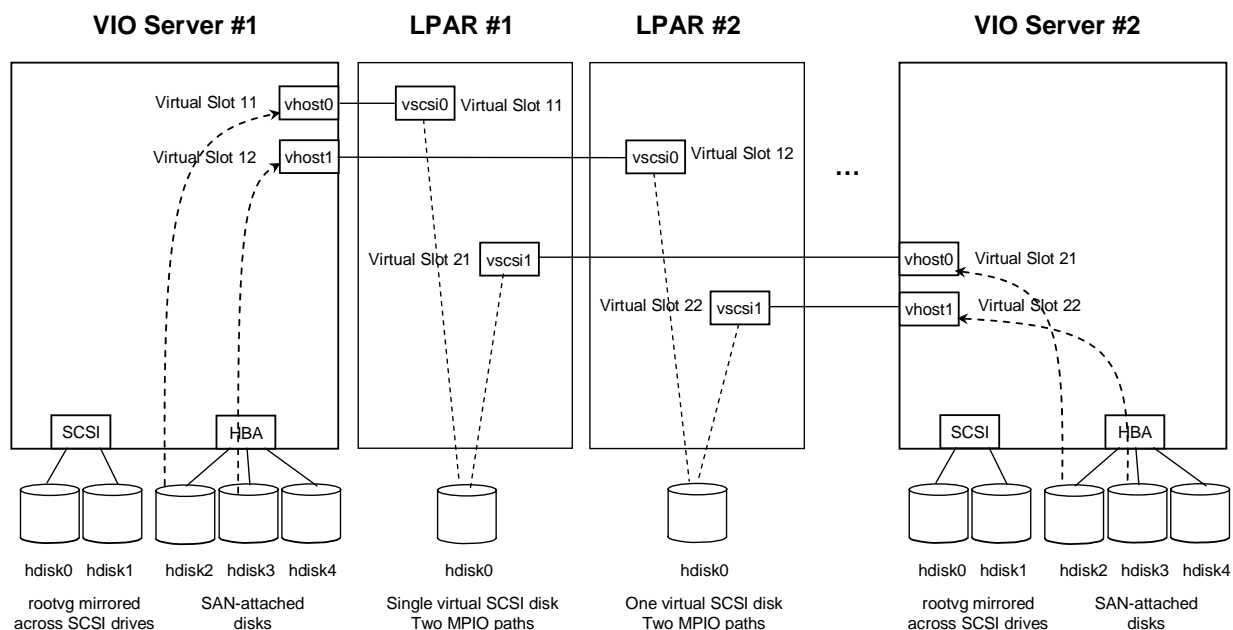 VIO Server #1 LPAR #1 LPAR #2 VIO Server #2
Virtual Slot 11 vhost0 vscsi0 Virtual Slot 11
Virtual Slot 12 vhost1 vscsi0 Virtual Slot 12
...
Virtual Slot 21 vscsi1 vhost0 Virtual Slot 21
Virtual Slot 22 vscsi1 vhost1 Virtual Slot 22
SCSI HBA SCSI HBA
hdisk0 hdisk1 hdisk2 hdisk3 hdisk4 hdisk0 hdisk0 hdisk0 hdisk1 hdisk2 hdisk3 hdisk4
rootvg mirrored SAN-attached Single virtual SCSI disk One virtual SCSI disk rootvg mirrored SAN-attached
across SCSI drives disks Two MPIO paths Two MPIO paths across SCSI drives disks